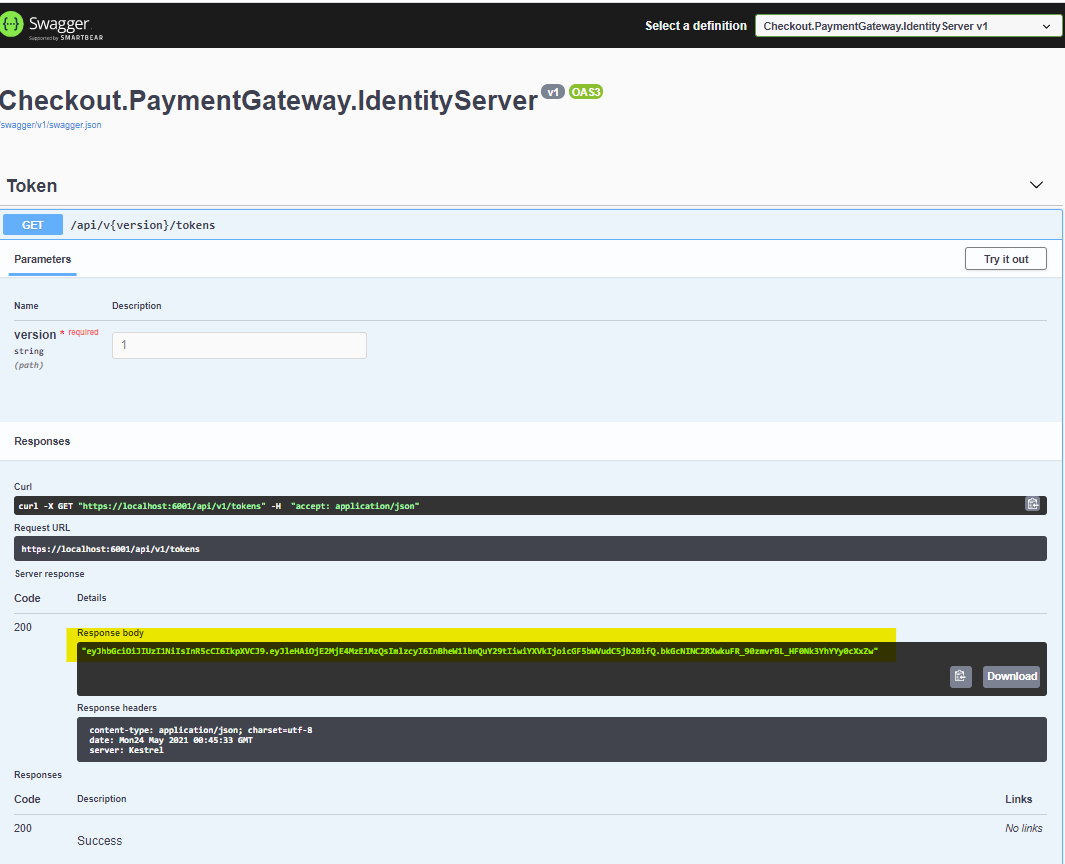 Swagger
Supported by SMARTBEAR
Select a definition
Checkout.PaymentGateway.IdentityServer v1
Checkout.PaymentGateway.IdentityServer v1 OAS3
/swagger/v1/swagger.json
Token
GET /api/v{version}/tokens
Parameters
Try it out
Name Description
version * required
string
(path)
1
Responses
Curl
curl -X GET "https://localhost:6001/api/v1/tokens" -H  "accept: application/json"
Request URL
https://localhost:6001/api/v1/tokens
Server response
Code Details
200
Response body
"eyJhbGciOiJIUzI1NiIsInR5cCI6IkpXVCJ9.eyJleHAiOjE2MjE4MzE1MzQsImlzcyI6InBheW1lbnQuY29tIiwiYXVkIjoicGF5bWVudC5jb20ifQ.bkGcNINC2RXwkuFR_90zmvrBL_HF0Nk3YhYYy0cXxZw"
Download
Response headers
content-type: application/json; charset=utf-8
date: Mon24 May 2021 00:45:33 GMT
server: Kestrel
Responses
Code Description Links
200
Success
No links